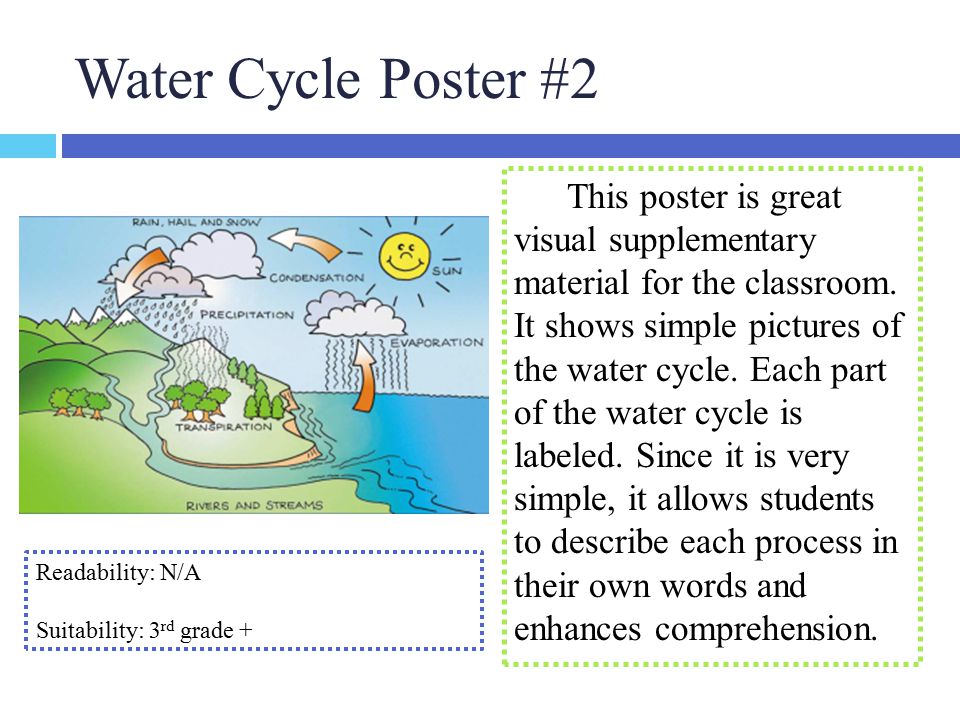 Water Cycle Poster #2
RAIN, HAIL AND SNOW
SUN
CONDENSATION
PRECIPITATION
EVAPORATION
TRANSPIRATION
RIVERS AND STREAMS
Readability: N/A
Suitability: 3rd grade +
This poster is great
visual supplementary
material for the classroom.
It shows simple pictures of
the water cycle. Each part
of the water cycle is
labeled. Since it is very
simple, it allows students
to describe each process in
their own words and
enhances comprehension.